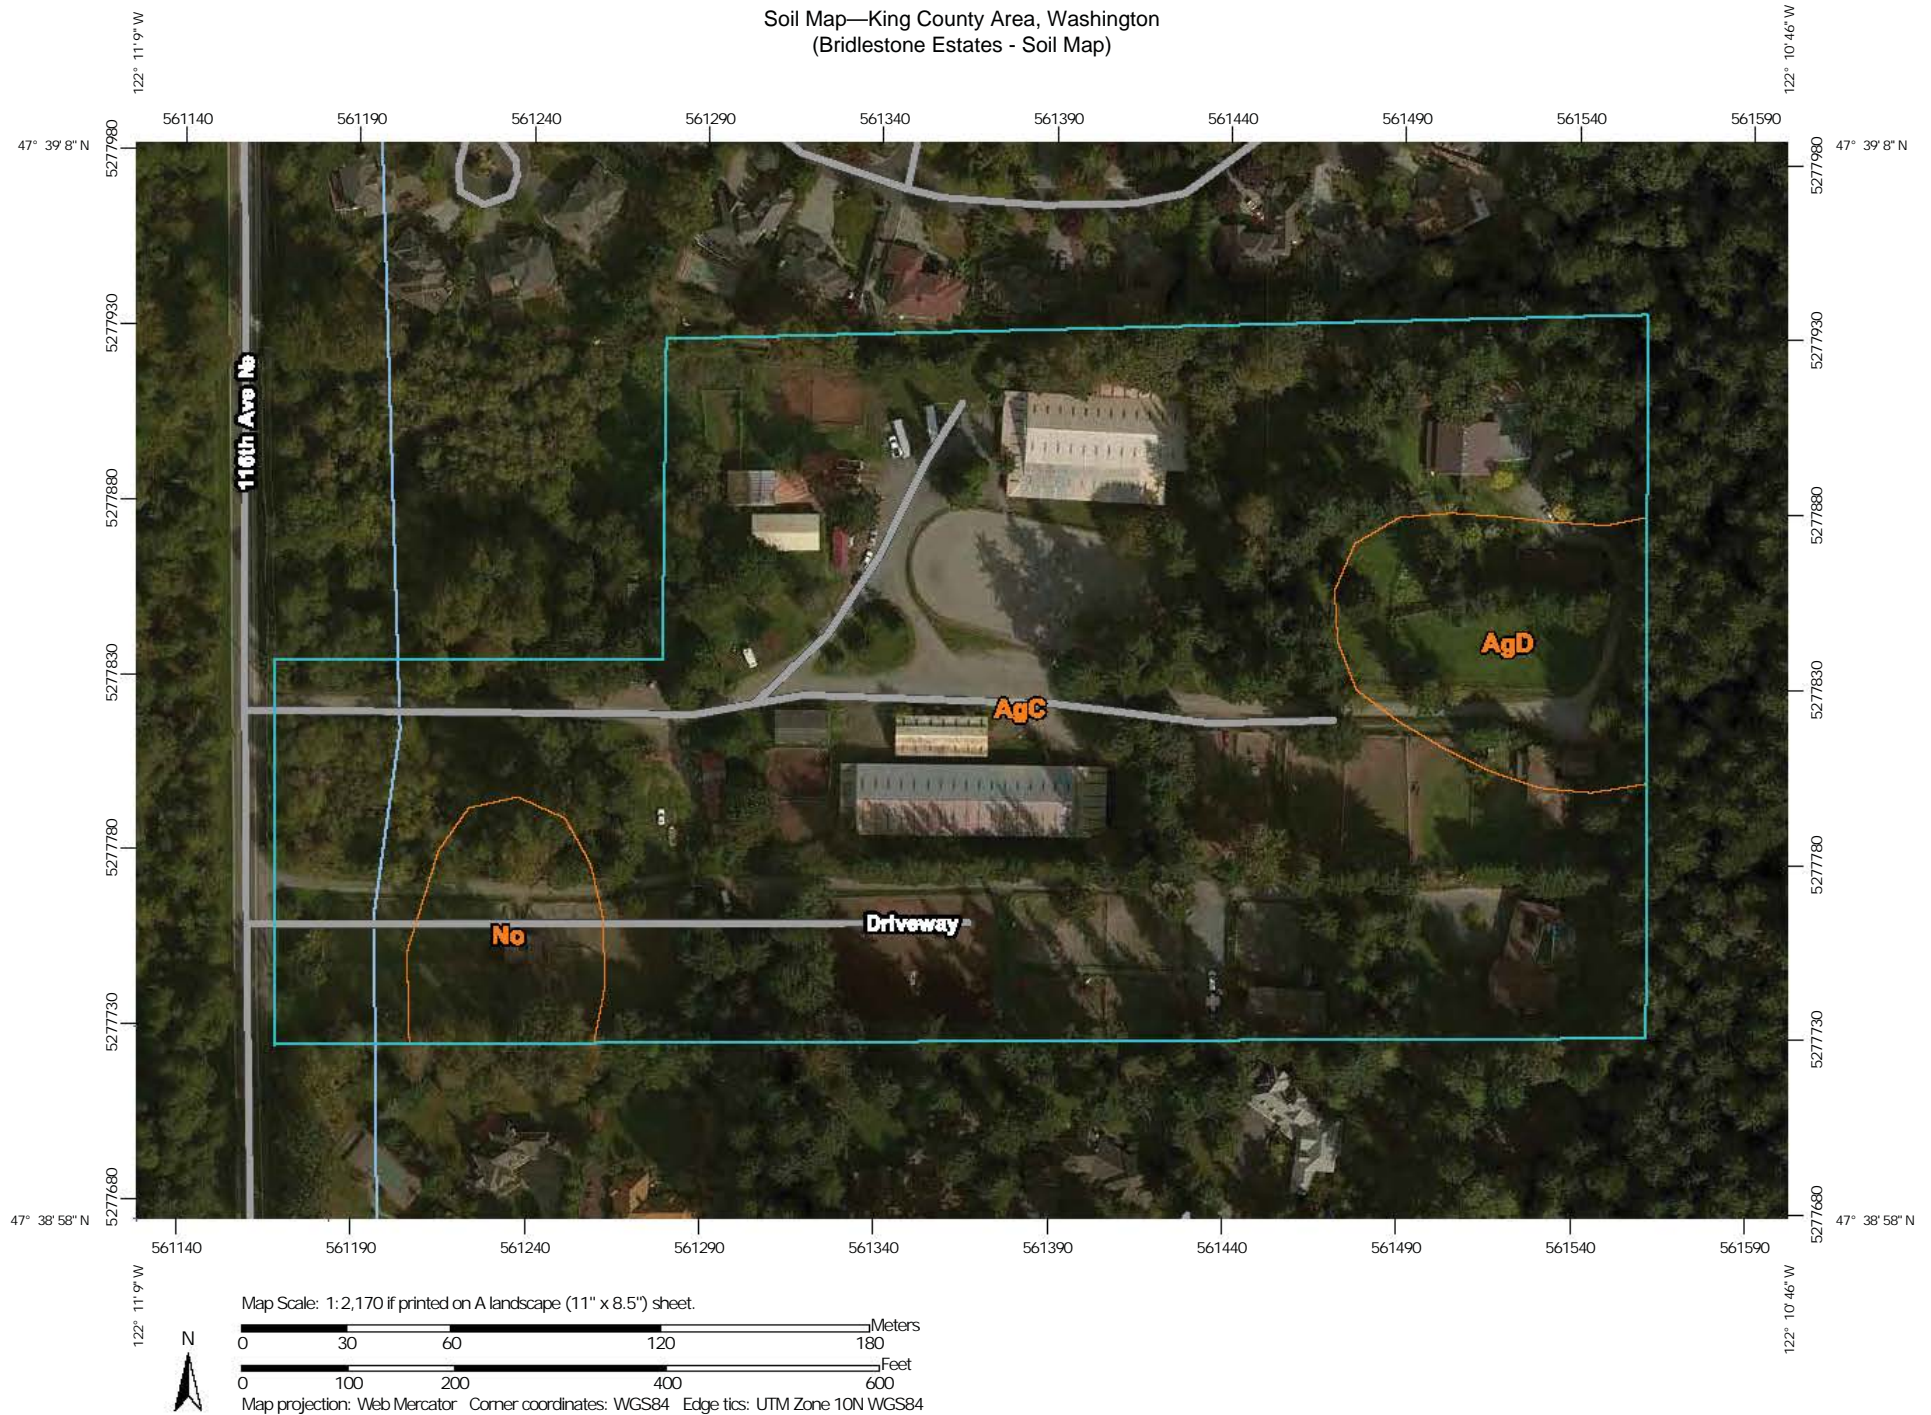 Soil Map—King County Area, Washington
(Bridlestone Estates - Soil Map)
122° 11' 9" W
122° 10' 46" W
561140 561190 561240 561290 561340 561390 561440 561490 561540 561590
47° 39' 8" N
47° 39' 8" N
5277980
5277980
5277930
5277930
116th Ave Ne
5277880
5277880
AgD
5277830
5277830
AgC
5277780
5277780
Driveway
No
5277730
5277730
5277680
5277680
47° 38' 58" N
47° 38' 58" N
561140 561190 561240 561290 561340 561390 561440 561490 561540 561590
122° 11' 9" W
122° 10' 46" W
Map Scale: 1:2,170 if printed on A landscape (11" x 8.5") sheet.
Meters
0 30 60 120 180
N
Feet
0 100 200 400 600
Map projection: Web Mercator Corner coordinates: WGS84 Edge tics: UTM Zone 10N WGS84